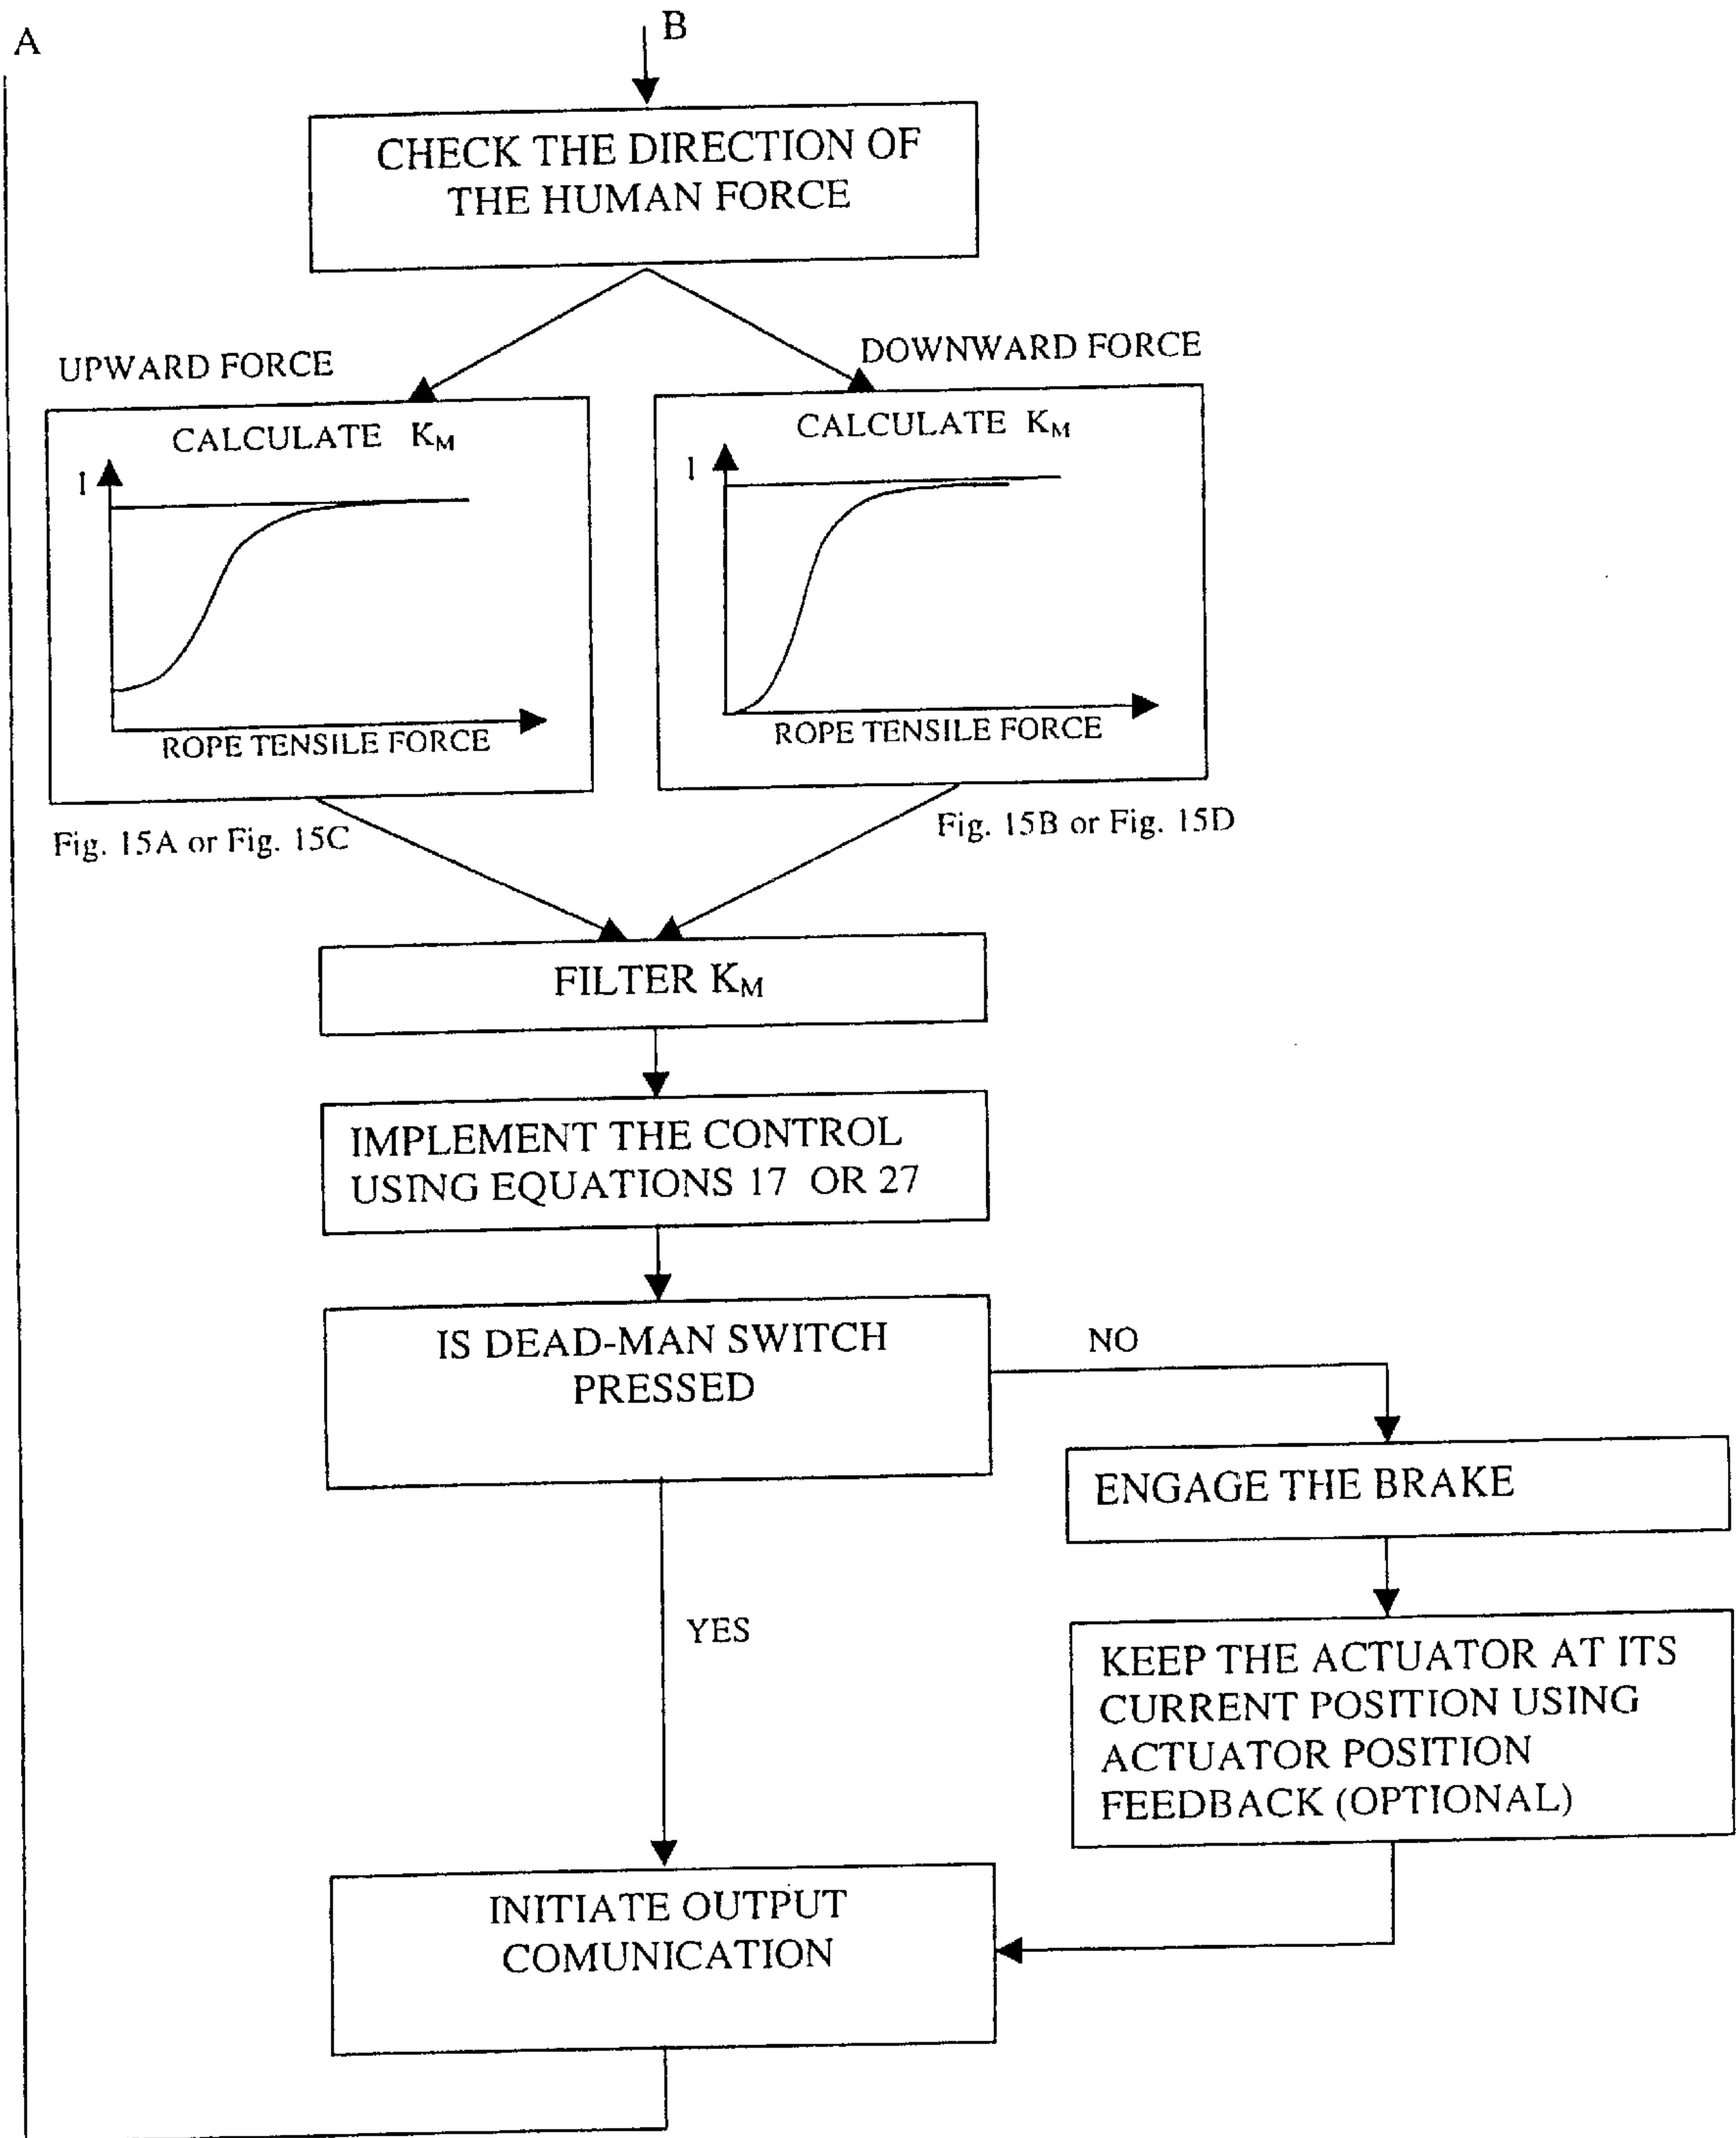 A
B
CHECK THE DIRECTION OF
THE HUMAN FORCE
UPWARD FORCE
DOWNWARD FORCE
CALCULATE KM
1
ROPE TENSILE FORCE
CALCULATE KM
1
ROPE TENSILE FORCE
Fig. 15A or Fig. 15C
Fig. 15B or Fig. 15D
FILTER KM
IMPLEMENT THE CONTROL
USING EQUATIONS 17 OR 27
IS DEAD-MAN SWITCH
PRESSED
NO
ENGAGE THE BRAKE
YES
KEEP THE ACTUATOR AT ITS
CURRENT POSITION USING
ACTUATOR POSITION
FEEDBACK (OPTIONAL)
INITIATE OUTPUT
COMUNICATION